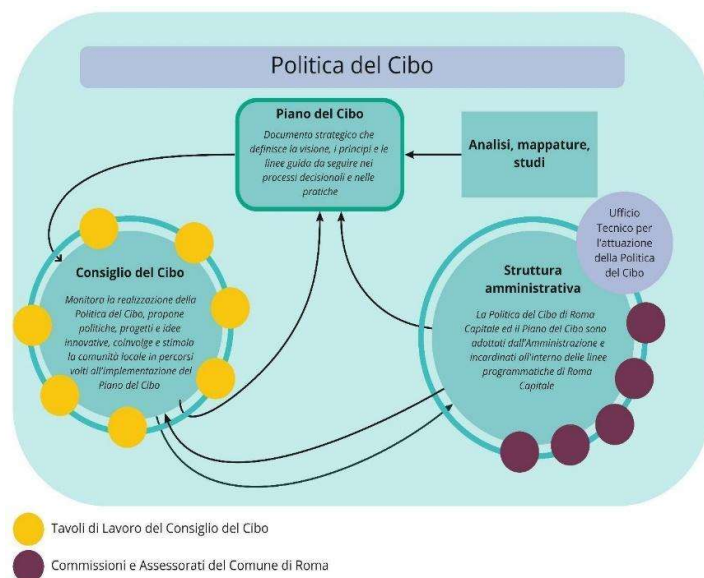 Politica del Cibo
Piano del Cibo
Documento strategico che
definisce la visione, i principi e le
linee guida da seguire nei
processi decisionali e nelle
pratiche
Analisi, mappature,
studi
Ufficio
Tecnico per
l'attuazione
della Politica
del Cibo
Consiglio del Cibo
Monitora la realizzazione della
Politica del Cibo, propone
politiche, progetti e idee
innovative, coinvolge e stimola
la comunità locale in percorsi
volti all'implementazione del
Piano del Cibo
Struttura
amministrativa
La Politica del Cibo di Roma
Capitale ed il Piano del Cibo sono
adottati dall'Amministrazione e
incardinati all'interno delle linee
programmatiche di Roma
Capitale
Tavoli di Lavoro del Consiglio del Cibo
Commissioni e Assessorati del Comune di Roma